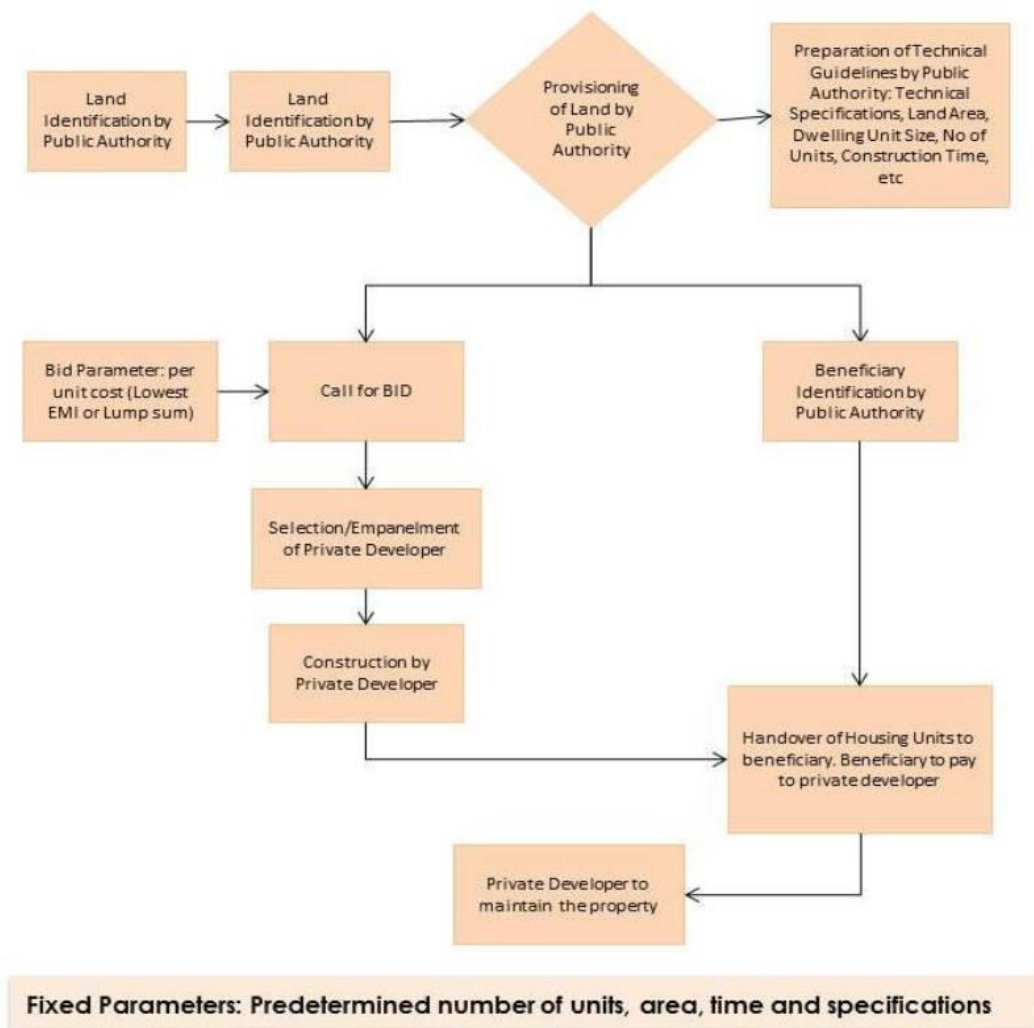 Land
Identification by
Public Authority
Land
Identification by
Public Authority
Provisioning
of Land by
Public
Authority
Preparation of Technical
Guidelines by Public
Authority: Technical
Specifications, Land Area,
Dwelling Unit Size, No of
Units, Construction Time,
etc
Bid Parameter: per
unit cost (Lowest
EMI or Lump sum)
Call for BID
Beneficiary
Identification by
Public Authority
Selection/Empanelment
of Private Developer
Construction by
Private Developer
Handover of Housing Units to
beneficiary. Beneficiary to pay
to private developer
Private Developer to
maintain the property
Fixed Parameters: Predetermined number of units, area, time and specifications